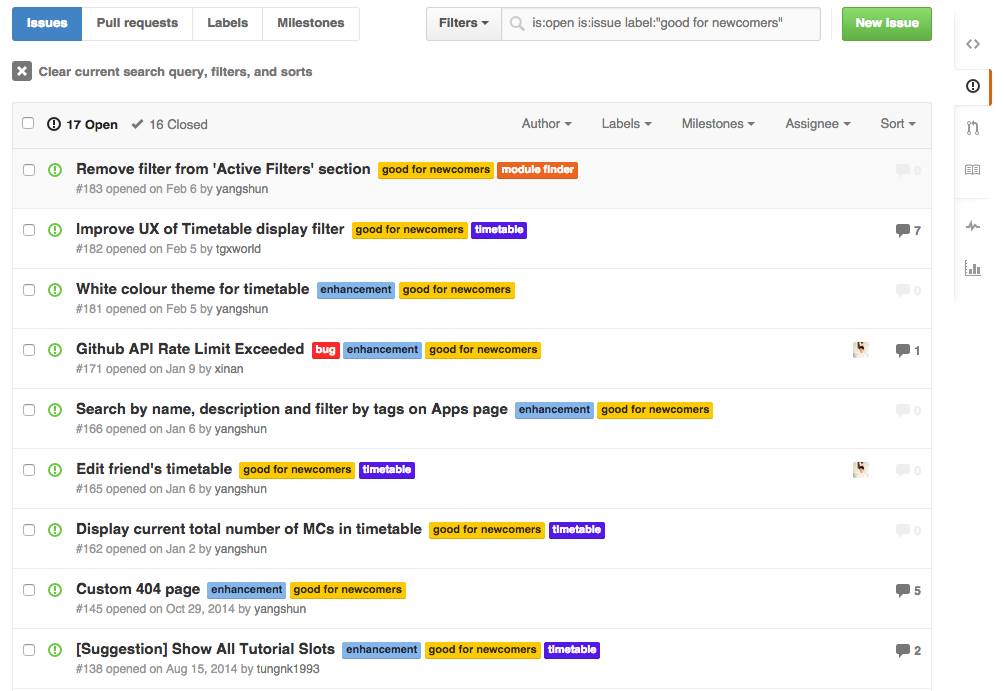 Issues Pull requests Labels Milestones Filters is:open is:issue label:"good for newcomers" New Issue
Clear current search query, filters, and sorts
17 Open 16 Closed Author Labels Milestones Assignee Sort
Remove filter from 'Active Filters' section good for newcomers module finder 0
#183 opened on Feb 6 by yangshun
Improve UX of Timetable display filter good for newcomers timetable 7
#182 opened on Feb 5 by tgxworld
White colour theme for timetable enhancement good for newcomers 0
#181 opened on Feb 5 by yangshun
Github API Rate Limit Exceeded bug enhancement good for newcomers 1
#171 opened on Jan 9 by xinan
Search by name, description and filter by tags on Apps page enhancement good for newcomers 0
#166 opened on Jan 6 by yangshun
Edit friend's timetable good for newcomers timetable 0
#165 opened on Jan 6 by yangshun
Display current total number of MCs in timetable good for newcomers timetable 0
#162 opened on Jan 2 by yangshun
Custom 404 page enhancement good for newcomers 5
#145 opened on Oct 29, 2014 by yangshun
[Suggestion] Show All Tutorial Slots enhancement good for newcomers timetable 2
#138 opened on Aug 15, 2014 by tungnk1993